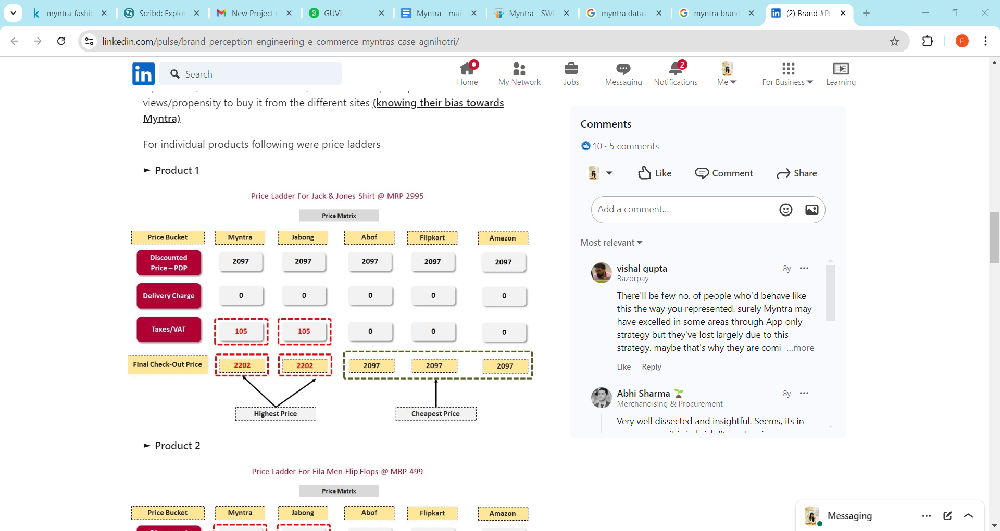 myntra-fashic
Scribd: Explor
New Project (
GUVI
Myntra - mai
Myntra - SWO
myntra datas
myntra brand
(2) Brand #Pe
linkedin.com/pulse/brand-perception-engineering-e-commerce-myntras-case-agnihotri/
F
in
Search
Home
My Network
Jobs
Messaging
2
Notifications
Me
For Business
Learning
views/propensity to buy it from the different sites (knowing their bias towards
Myntra)
For individual products following were price ladders
► Product 1
Price Ladder For Jack & Jones Shirt @ MRP 2995
Price Matrix
Price Bucket Myntra Jabong Abof Flipkart Amazon
Discounted
Price – PDP 2097 2097 2097 2097 2097
Delivery Charge 0 0 0 0 0
Taxes/VAT 105 105 0 0 0
Final Check-Out Price 2202 2202 2097 2097 2097
Highest Price Cheapest Price
► Product 2
Price Ladder For Fila Men Flip Flops @ MRP 499
Price Matrix
Price Bucket Myntra Jabong Abof Flipkart Amazon
Comments
10 · 5 comments
Like Comment Share
Add a comment...
Most relevant
vishal gupta 8y
Razorpay
There'll be few no. of people who'd behave like
this the way you represented. surely Myntra may
have excelled in some areas through App only
strategy but they've lost largely due to this
strategy. maybe that's why they are comi ...more
Like Reply
Abhi Sharma 8y
Merchandising & Procurement
Very well dissected and insightful. Seems, its in
Messaging